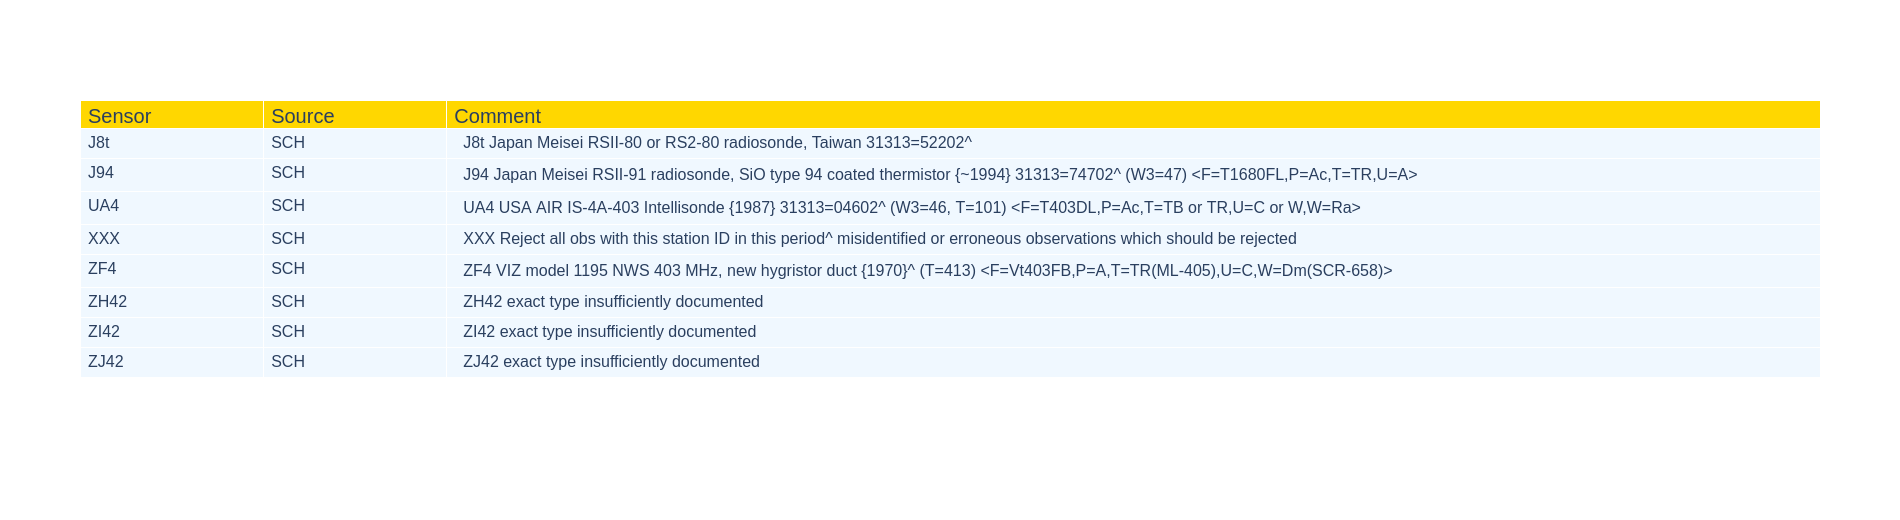 Sensor Source Comment
J8t SCH J8t Japan Meisei RSII-80 or RS2-80 radiosonde, Taiwan 31313=52202^
J94 SCH J94 Japan Meisei RSII-91 radiosonde, SiO type 94 coated thermistor {~1994} 31313=74702^ (W3=47) <F=T1680FL,P=Ac,T=TR,U=A>
UA4 SCH UA4 USA AIR IS-4A-403 Intellisonde {1987} 31313=04602^ (W3=46, T=101) <F=T403DL,P=Ac,T=TB or TR,U=C or W,W=Ra>
XXX SCH XXX Reject all obs with this station ID in this period^ misidentified or erroneous observations which should be rejected
ZF4 SCH ZF4 VIZ model 1195 NWS 403 MHz, new hygristor duct {1970}^ (T=413) <F=Vt403FB,P=A,T=TR(ML-405),U=C,W=Dm(SCR-658)>
ZH42 SCH ZH42 exact type insufficiently documented
ZI42 SCH ZI42 exact type insufficiently documented
ZJ42 SCH ZJ42 exact type insufficiently documented